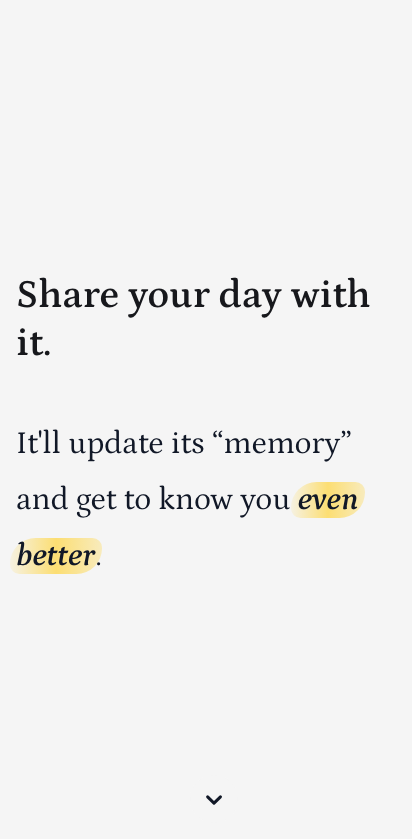 Share your day with
it.
It'll update its “memory”
and get to know you even
better.